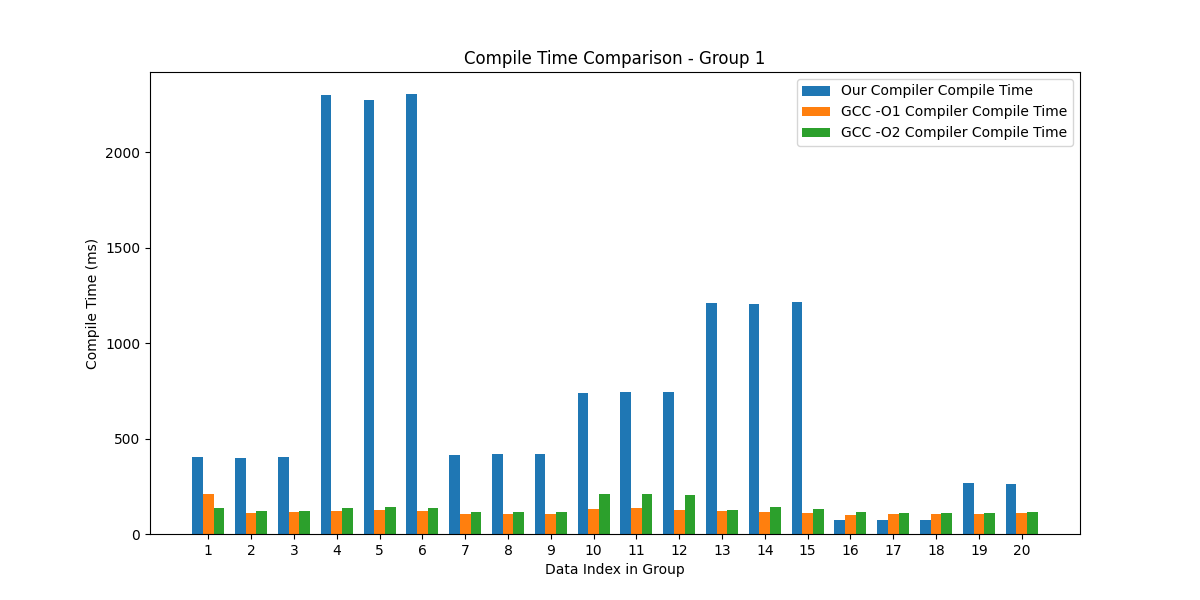 Compile Time Comparison - Group 1
Our Compiler Compile Time
GCC -O1 Compiler Compile Time
GCC -O2 Compiler Compile Time
Compile Time (ms)
2000
1500
1000
500
0
1 2 3 4 5 6 7 8 9 10 11 12 13 14 15 16 17 18 19 20
Data Index in Group